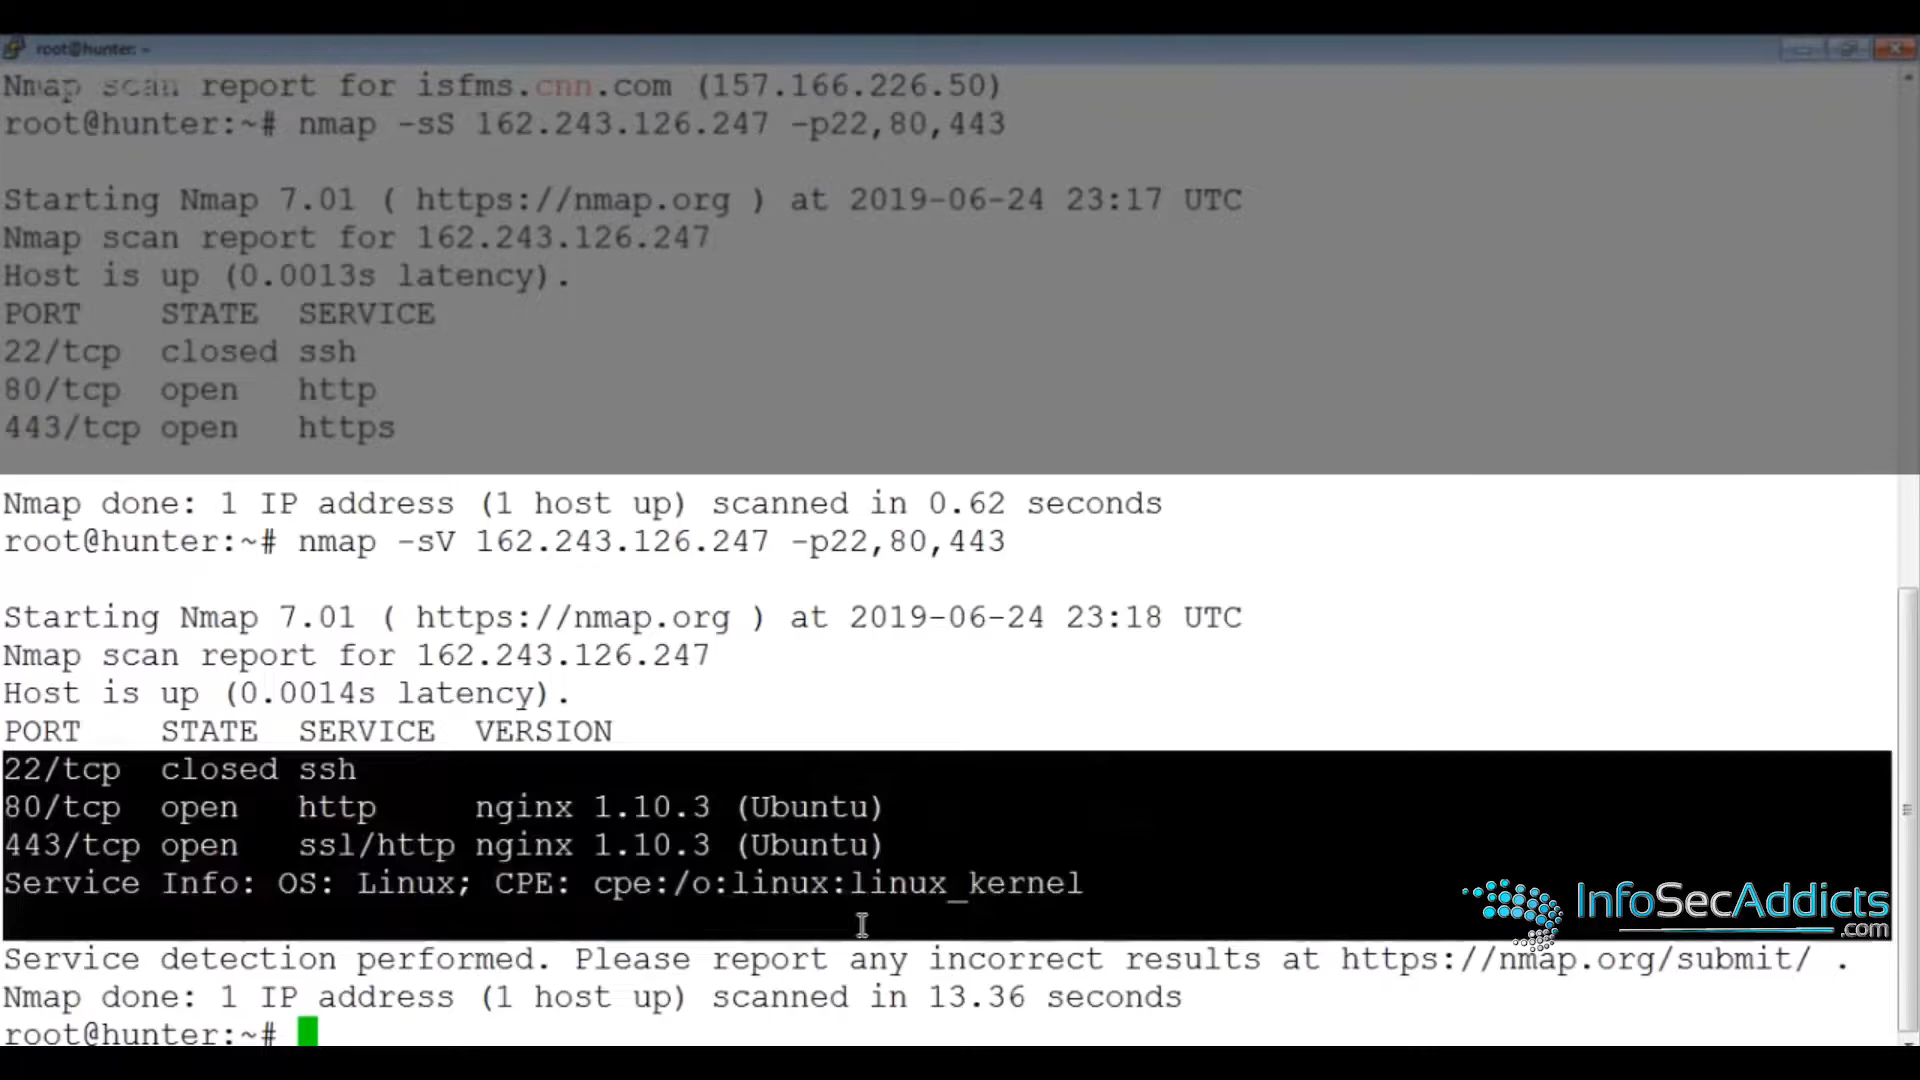 root@hunter: ~
Nmap scan report for isfms.cnn.com (157.166.226.50)
root@hunter:~# nmap -sS 162.243.126.247 -p22,80,443
Starting Nmap 7.01 ( https://nmap.org ) at 2019-06-24 23:17 UTC
Nmap scan report for 162.243.126.247
Host is up (0.0013s latency).
PORT    STATE  SERVICE
22/tcp  closed ssh
80/tcp  open   http
443/tcp open   https
Nmap done: 1 IP address (1 host up) scanned in 0.62 seconds
root@hunter:~# nmap -sV 162.243.126.247 -p22,80,443
Starting Nmap 7.01 ( https://nmap.org ) at 2019-06-24 23:18 UTC
Nmap scan report for 162.243.126.247
Host is up (0.0014s latency).
PORT    STATE  SERVICE  VERSION
22/tcp  closed ssh
80/tcp  open   http     nginx 1.10.3 (Ubuntu)
443/tcp open   ssl/http nginx 1.10.3 (Ubuntu)
Service Info: OS: Linux; CPE: cpe:/o:linux:linux_kernel
InfoSecAddicts
.com
Service detection performed. Please report any incorrect results at https://nmap.org/submit/ .
Nmap done: 1 IP address (1 host up) scanned in 13.36 seconds
root@hunter:~#